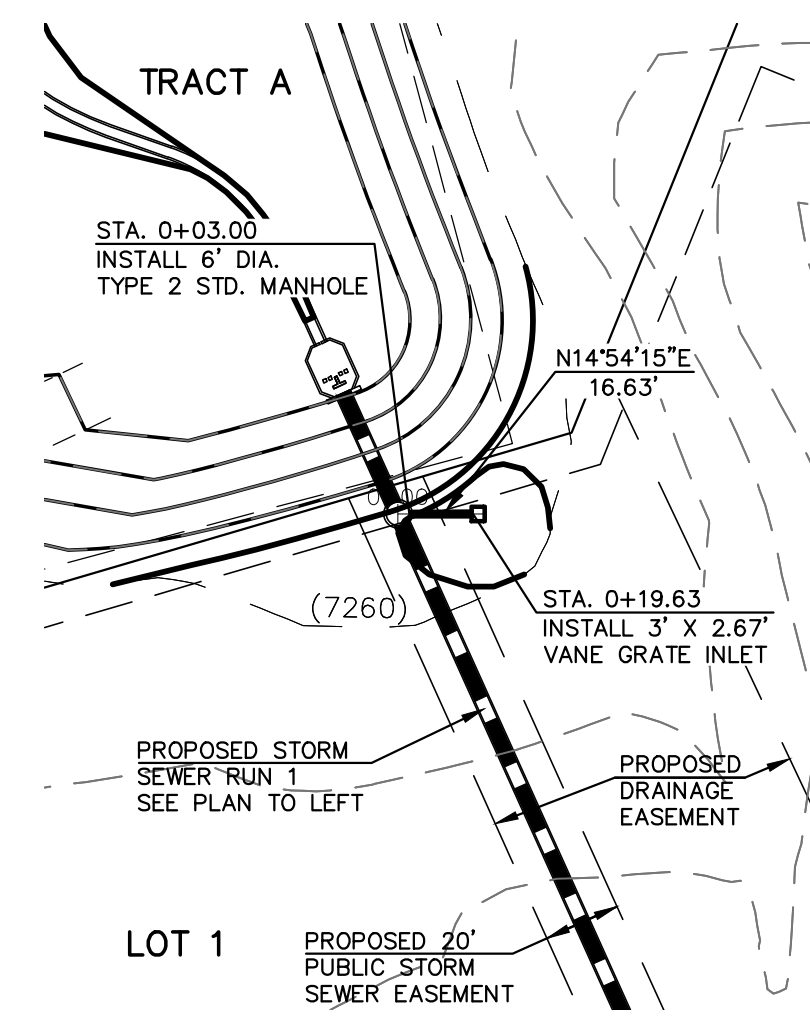 TRACT A
STA. 0+03.00
INSTALL 6' DIA.
TYPE 2 STD. MANHOLE
N14°54'15"E
16.63'
(7260)
STA. 0+19.63
INSTALL 3' X 2.67'
VANE GRATE INLET
PROPOSED STORM
SEWER RUN 1
SEE PLAN TO LEFT
PROPOSED
DRAINAGE
EASEMENT
LOT 1
PROPOSED 20'
PUBLIC STORM
SEWER EASEMENT